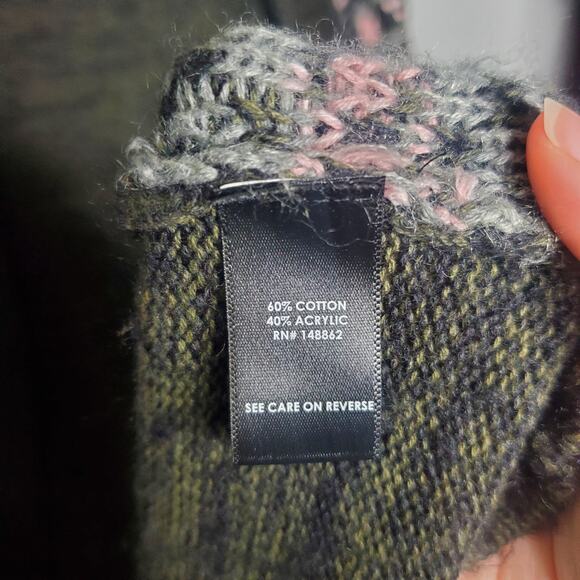 60% COTTON
40% ACRYLIC
RN# 148862
SEE CARE ON REVERSE